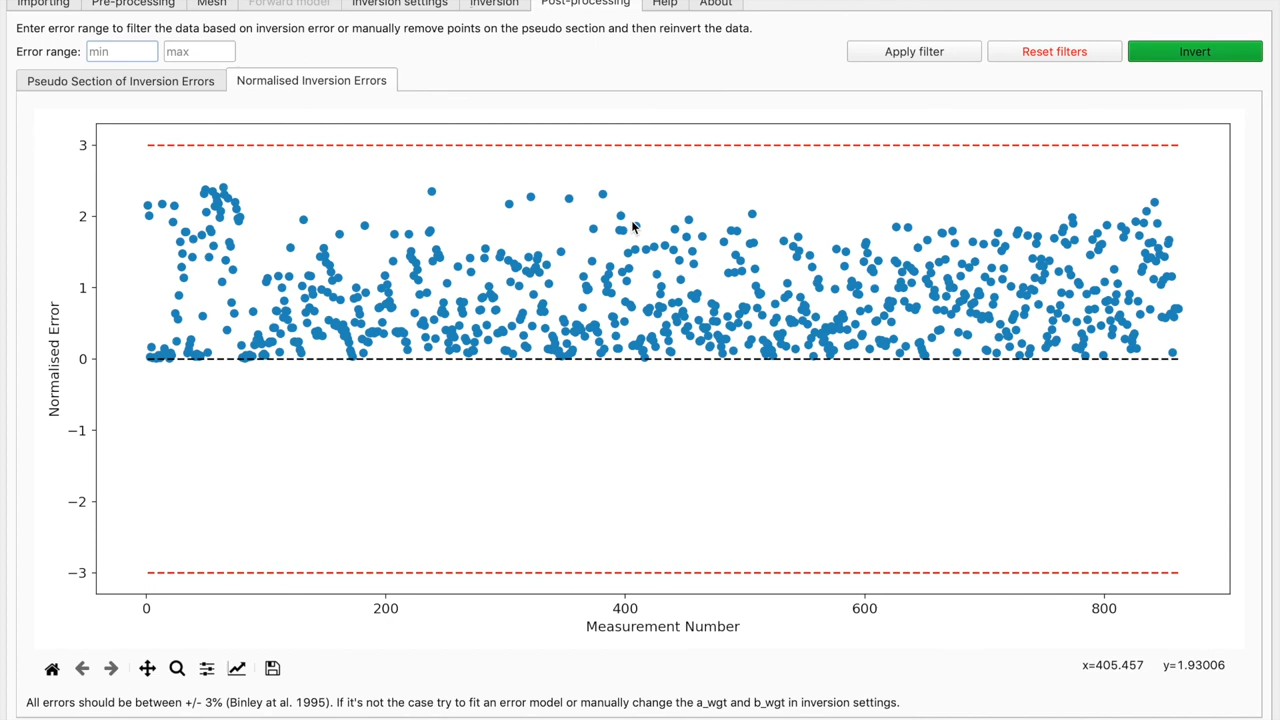 Importing Pre-processing Mesh Forward model Inversion settings Inversion Post-processing Help About
Enter error range to filter the data based on inversion error or manually remove points on the pseudo section and then reinvert the data.
Error range: min max Apply filter Reset filters Invert
Pseudo Section of Inversion Errors Normalised Inversion Errors
3
2
1
0
−1
−2
−3
Normalised Error
0 200 400 600 800
Measurement Number
x=405.457 y=1.93006
All errors should be between +/- 3% (Binley at al. 1995). If it's not the case try to fit an error model or manually change the a_wgt and b_wgt in inversion settings.